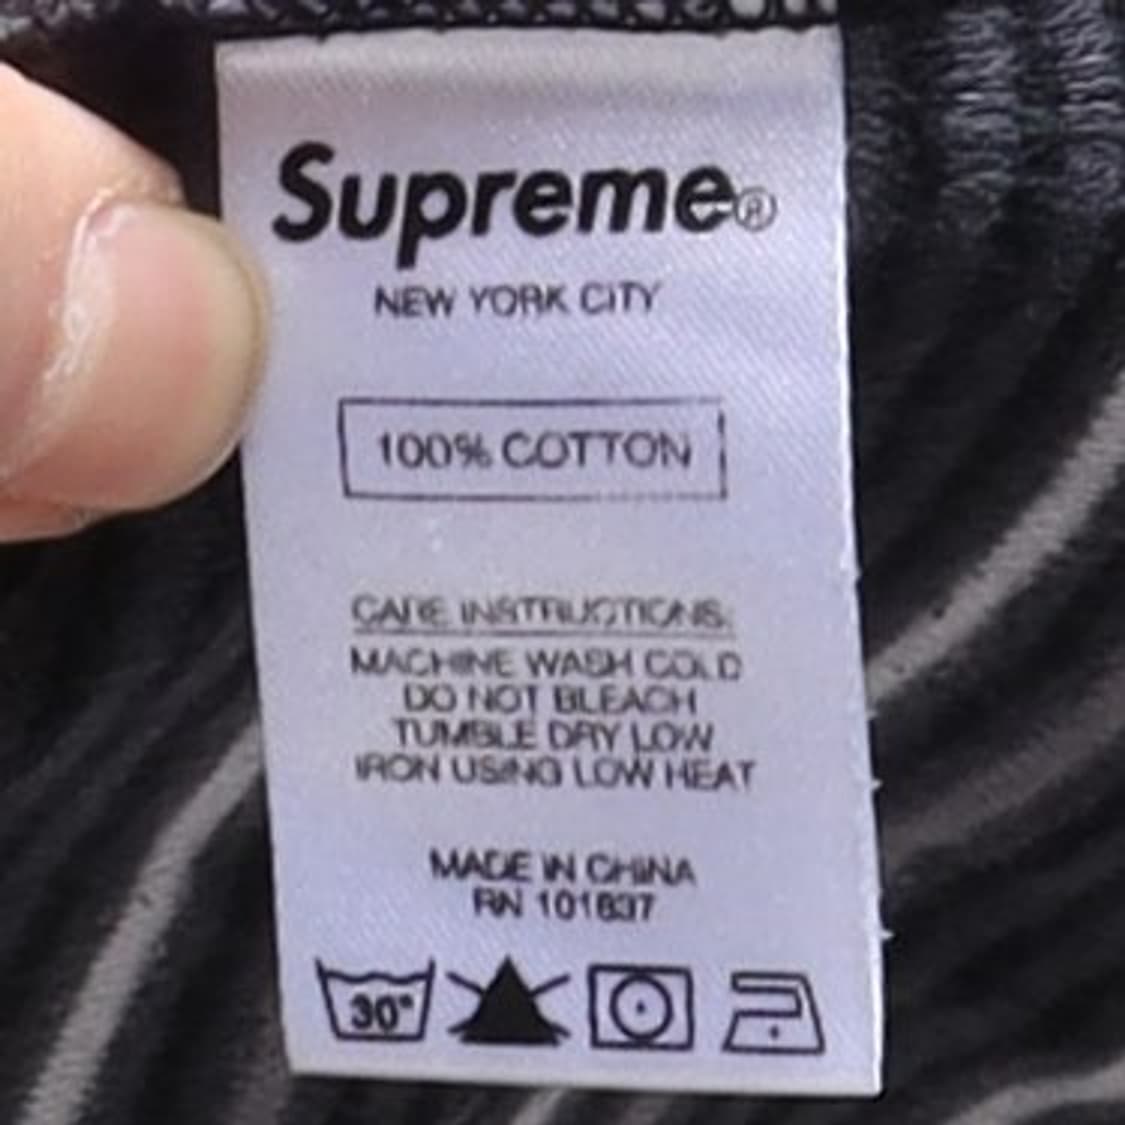 Supreme®
NEW YORK CITY
100% COTTON
CARE INSTRUCTIONS:
MACHINE WASH COLD
DO NOT BLEACH
TUMBLE DRY LOW
IRON USING LOW HEAT
MADE IN CHINA
RN 101837
30°